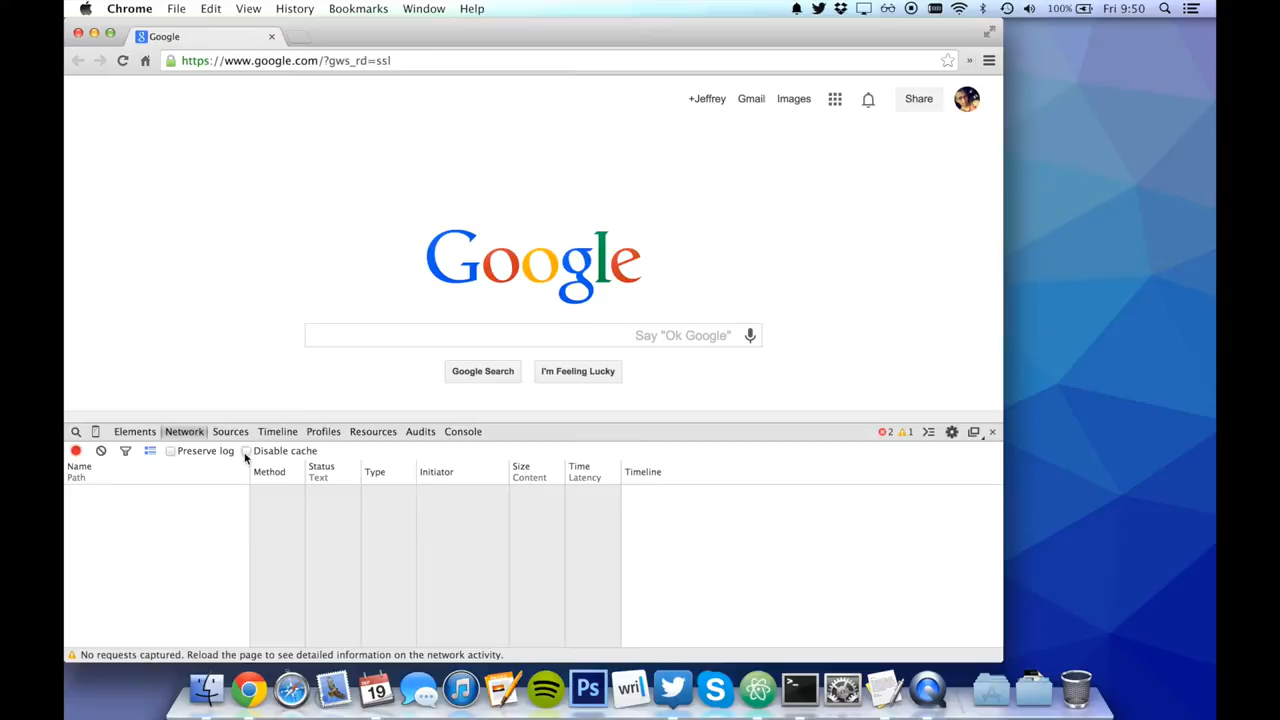 Chrome File Edit View History Bookmarks Window Help 100% Fri 9:50
Google
https://www.google.com/?gws_rd=ssl »
+Jeffrey Gmail Images Share
Google
Say "Ok Google"
Google Search I'm Feeling Lucky
Elements Network Sources Timeline Profiles Resources Audits Console 2 1
Preserve log Disable cache
Name Method Status Type Initiator Size Time Timeline
Path Text Content Latency
No requests captured. Reload the page to see detailed information on the network activity.
SEP
19 Ps wri